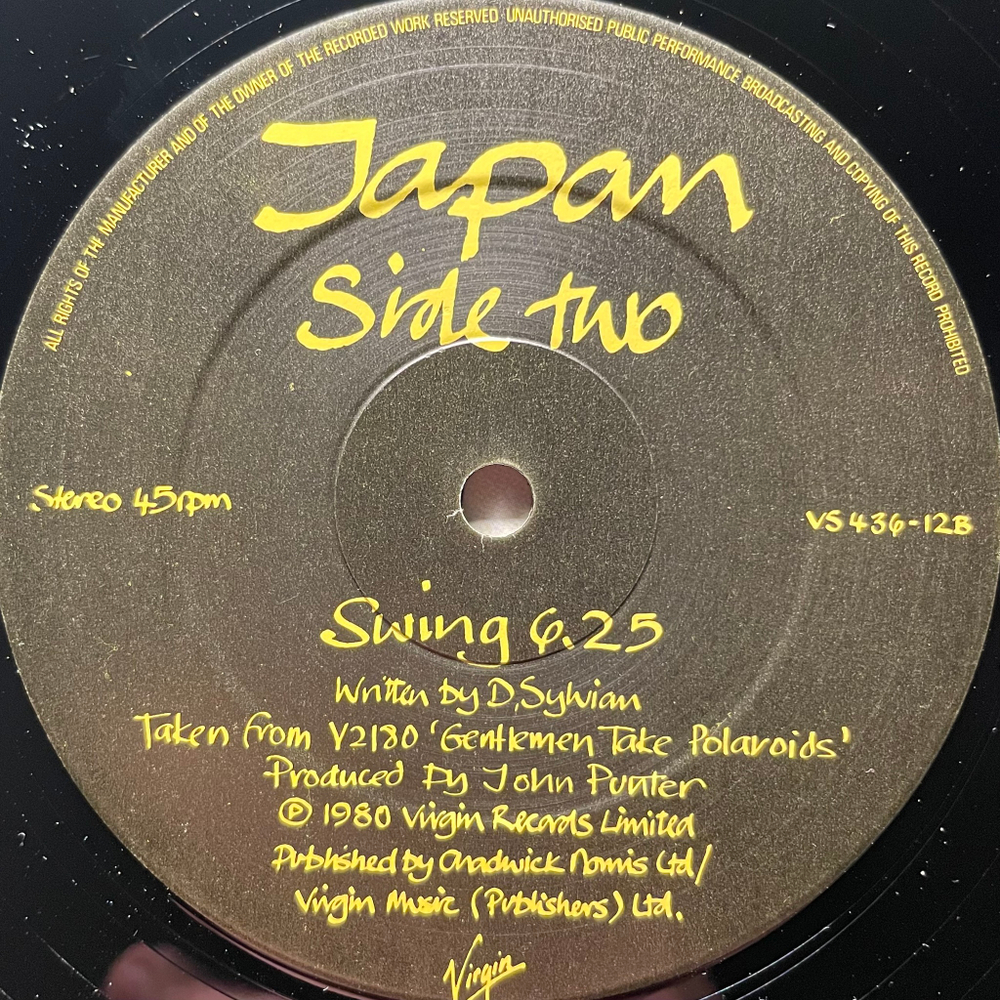 ALL RIGHTS OF THE MANUFACTURER AND OF THE OWNER OF THE RECORDED WORK RESERVED UNAUTHORISED PUBLIC PERFORMANCE BROADCASTING AND COPYING OF THIS RECORD PROHIBITED
Japan
Side two
Stereo 45rpm
VS 436-12B
Swing 6.25
Written by D. Sylvian
Taken from V2180 'Gentlemen Take Polaroids'
Produced by John Punter
℗ 1980 Virgin Records Limited
Published by Chadwick Nomis Ltd/
Virgin Music (Publishers) Ltd.
Virgin